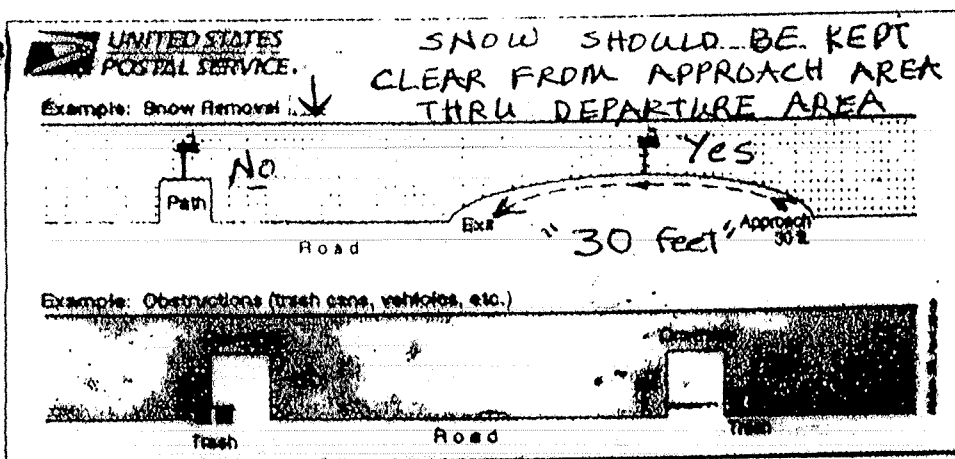 UNITED STATES
POSTAL SERVICE.
SNOW SHOULD BE KEPT
CLEAR FROM APPROACH AREA
THRU DEPARTURE AREA
Example: Snow Removal
No
Yes
Path
Exit
"30 feet"
Approach
30 ft.
Road
Example: Obstructions (trash cans, vehicles, etc.)
Trash
Road
Trash